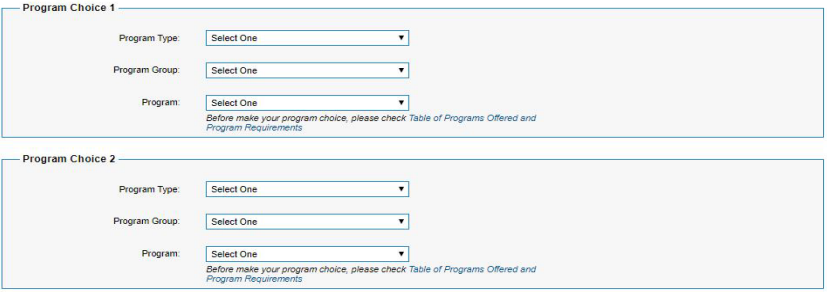 Program Choice 1
Program Type: Select One
Program Group: Select One
Program: Select One
Before make your program choice, please check Table of Programs Offered and
Program Requirements
Program Choice 2
Program Type: Select One
Program Group: Select One
Program: Select One
Before make your program choice, please check Table of Programs Offered and
Program Requirements